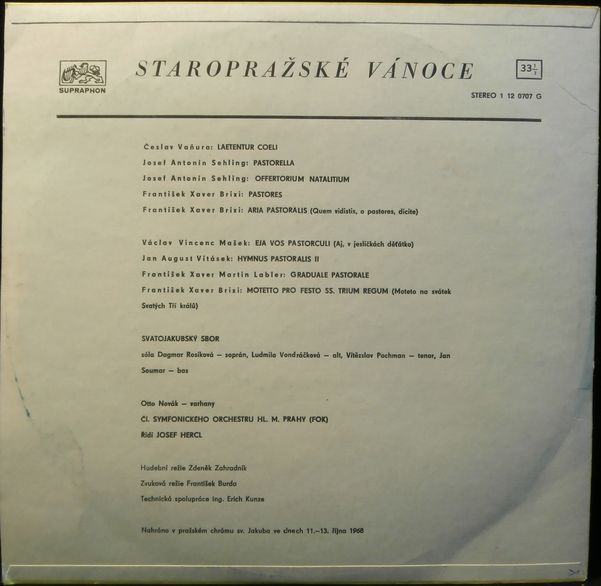 STAROPRAŽSKÉ VÁNOCE
SUPRAPHON
33 1/3
STEREO 1 12 0707 G
Česlav Vaňura: LAETENTUR COELI
Josef Antonín Sehling: PASTORELLA
Josef Antonín Sehling: OFFERTORIUM NATALITIUM
František Xaver Brixi: PASTORES
František Xaver Brixi: ARIA PASTORALIS (Quem vidistis, o pastores, dicite)
Václav Vincenc Mašek: EJA VOS PASTORCULI (Aj, v jesličkách děťátko)
Jan August Vitásek: HYMNUS PASTORALIS II
František Xaver Martin Labler: GRADUALE PASTORALE
František Xaver Brixi: MOTETTO PRO FESTO SS. TRIUM REGUM (Moteto na svátek
Svatých Tří králů)
SVATOJAKUBSKÝ SBOR
sóla Dagmar Rosíková – soprán, Ludmila Vondráčková – alt, Vítězslav Pochman – tenor, Jan
Soumar – bas
Otto Novák – varhany
Čl. SYMFONICKÉHO ORCHESTRU HL. M. PRAHY (FOK)
Řídí JOSEF HERCL
Hudební režie Zdeněk Zahradník
Zvuková režie František Burda
Technická spolupráce ing. Erich Kunze
Nahráno v pražském chrámu sv. Jakuba ve dnech 11.–13. října 1968